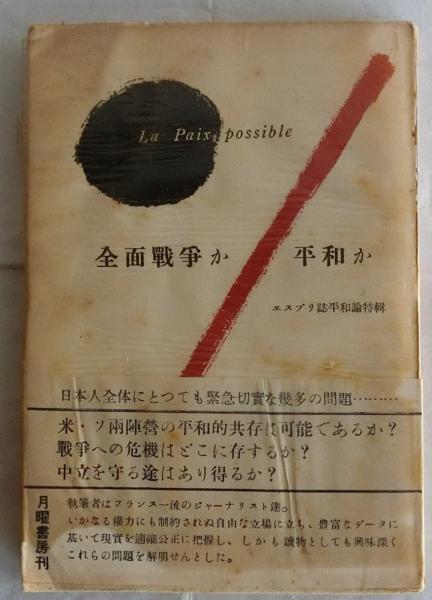 La Paix possible
全面戰爭か
平和か
エスプリ誌平和論特輯
日本人全体にとつても緊急切實な幾多の問題………
米・ソ兩陣營の平和的共存は可能であるか？
戰爭への危機はどこに存するか？
中立を守る途はあり得るか？
月曜書房刊
執筆者はフランス一流のジャーナリスト達。
いかなる權力にも制約されぬ自由な立場に立ち、豊富なデータに
基いて現実を適確公正に把握し、しかも讀物としても興味深く
これらの問題を解明せんとした。